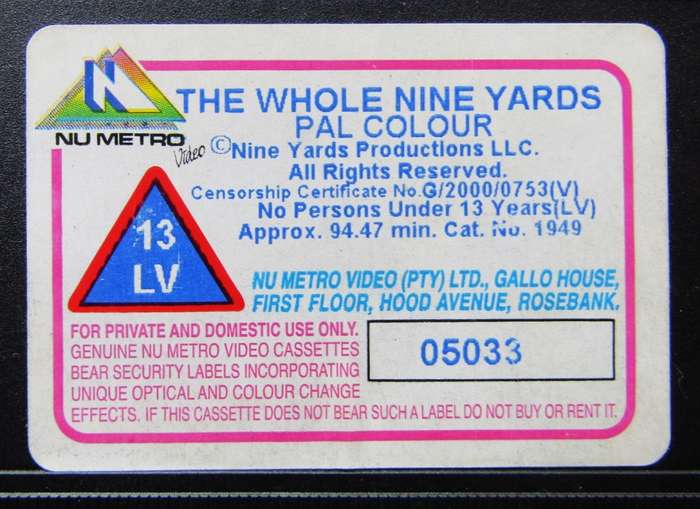 N
NU METRO
Video
THE WHOLE NINE YARDS
PAL COLOUR
©Nine Yards Productions LLC.
All Rights Reserved.
Censorship Certificate No.G/2000/0753(V)
No Persons Under 13 Years(LV)
Approx. 94.47 min. Cat. No. 1949
13
LV
NU METRO VIDEO (PTY) LTD., GALLO HOUSE,
FIRST FLOOR, HOOD AVENUE, ROSEBANK.
FOR PRIVATE AND DOMESTIC USE ONLY.
GENUINE NU METRO VIDEO CASSETTES
BEAR SECURITY LABELS INCORPORATING
UNIQUE OPTICAL AND COLOUR CHANGE
EFFECTS. IF THIS CASSETTE DOES NOT BEAR SUCH A LABEL DO NOT BUY OR RENT IT.
05033